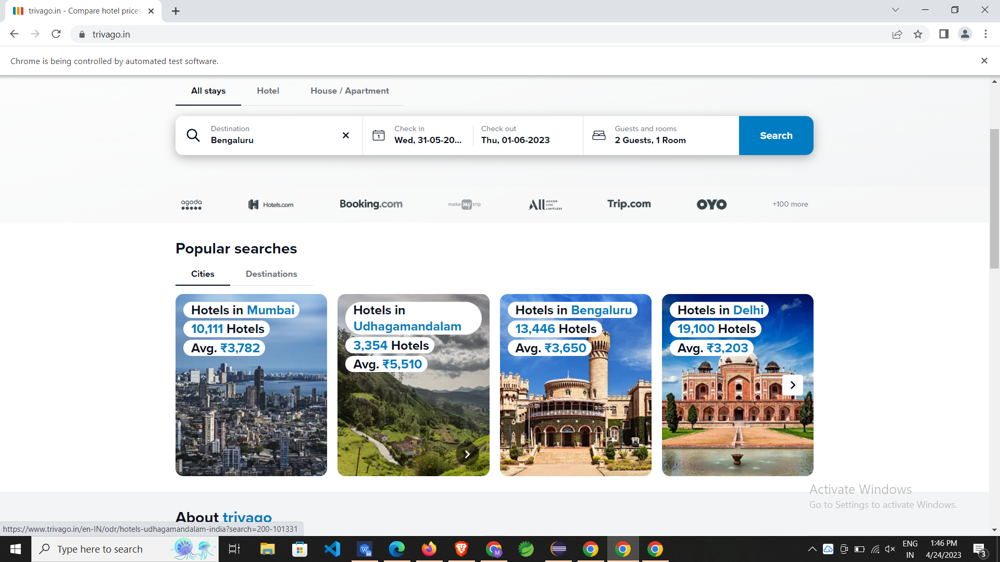 trivago.in - Compare hotel prices
trivago.in
Chrome is being controlled by automated test software.
All stays
Hotel
House / Apartment
Destination
Bengaluru
Check in
Wed, 31-05-20...
Check out
Thu, 01-06-2023
Guests and rooms
2 Guests, 1 Room
Search
agoda
Hotels.com
Booking.com
make my trip
All ACCOR LIVE LIMITLESS
Trip.com
OYO
+100 more
Popular searches
Cities
Destinations
Hotels in Mumbai
10,111 Hotels
Avg. ₹3,782
Hotels in
Udhagamandalam
3,354 Hotels
Avg. ₹5,510
Hotels in Bengaluru
13,446 Hotels
Avg. ₹3,650
Hotels in Delhi
19,100 Hotels
Avg. ₹3,203
Activate Windows
Go to Settings to activate Windows.
About trivago
https://www.trivago.in/en-IN/odr/hotels-udhagamandalam-india?search=200-101331
Type here to search
M
ENG
IN
1:46 PM
4/24/2023
3